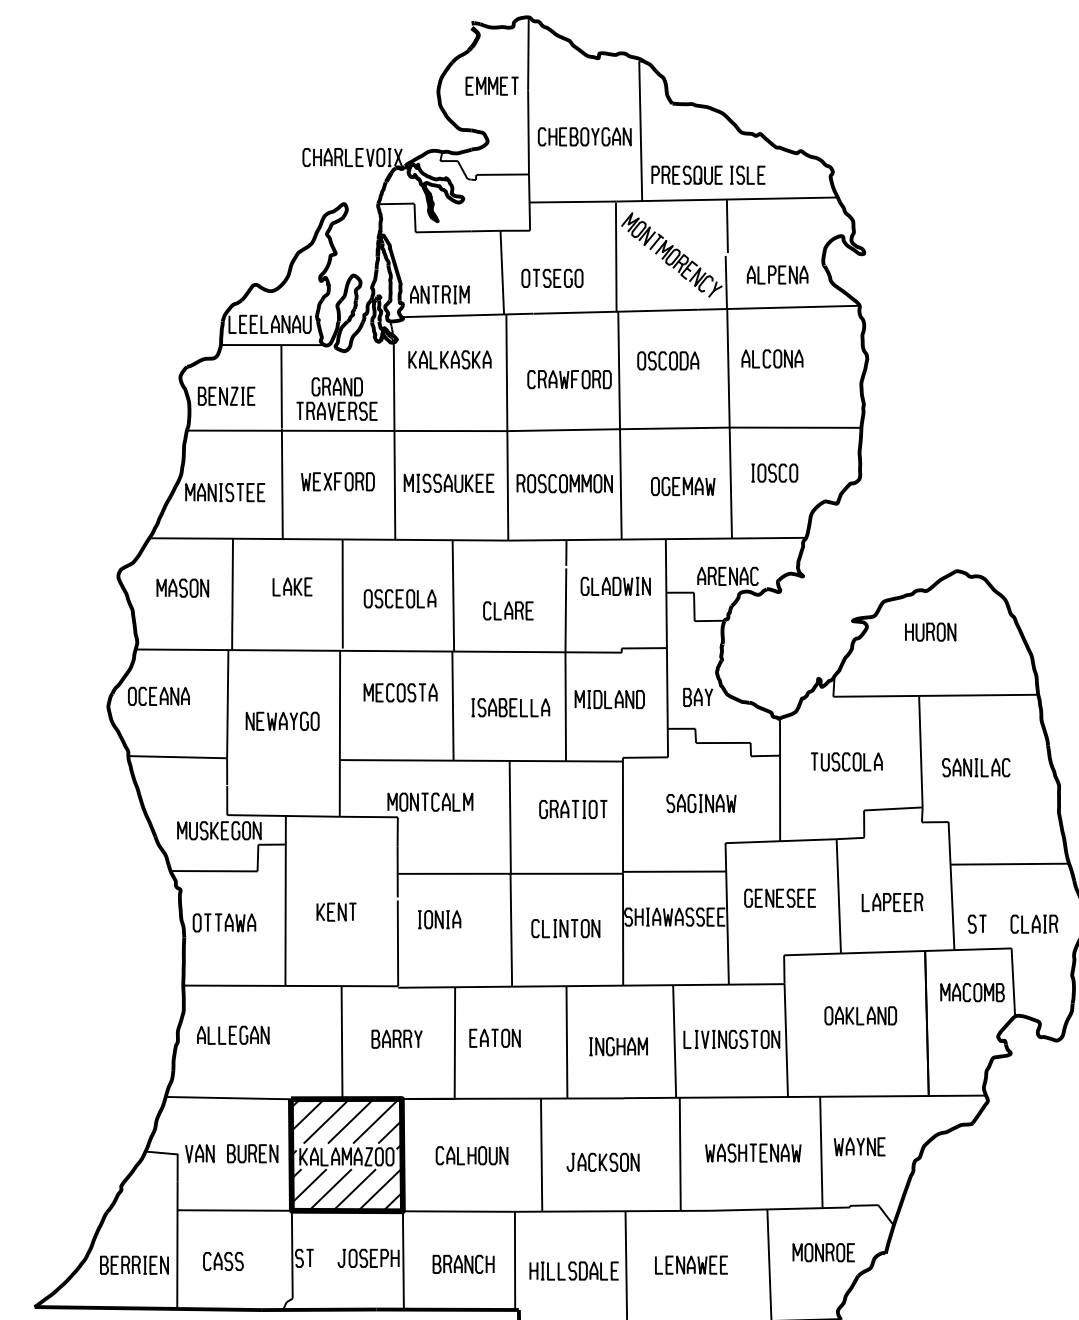 EMMET
CHEBOYGAN
CHARLEVOIX
PRESQUE ISLE
MONTMORENCY
OTSEGO
ALPENA
ANTRIM
LEELANAU
KALKASKA
OSCODA
ALCONA
CRAWFORD
BENZIE
GRAND
TRAVERSE
MANISTEE
WEXFORD
MISSAUKEE
ROSCOMMON
OGEMAW
IOSCO
MASON
LAKE
OSCEOLA
CLARE
GLADWIN
ARENAC
HURON
OCEANA
NEWAYGO
MECOSTA
ISABELLA
MIDLAND
BAY
TUSCOLA
SANILAC
MUSKEGON
MONTCALM
GRATIOT
SAGINAW
OTTAWA
KENT
IONIA
CLINTON
SHIAWASSEE
GENESEE
LAPEER
ST CLAIR
ALLEGAN
BARRY
EATON
INGHAM
LIVINGSTON
OAKLAND
MACOMB
VAN BUREN
KALAMAZOO
CALHOUN
JACKSON
WASHTENAW
WAYNE
BERRIEN
CASS
ST JOSEPH
BRANCH
HILLSDALE
LENAWEE
MONROE